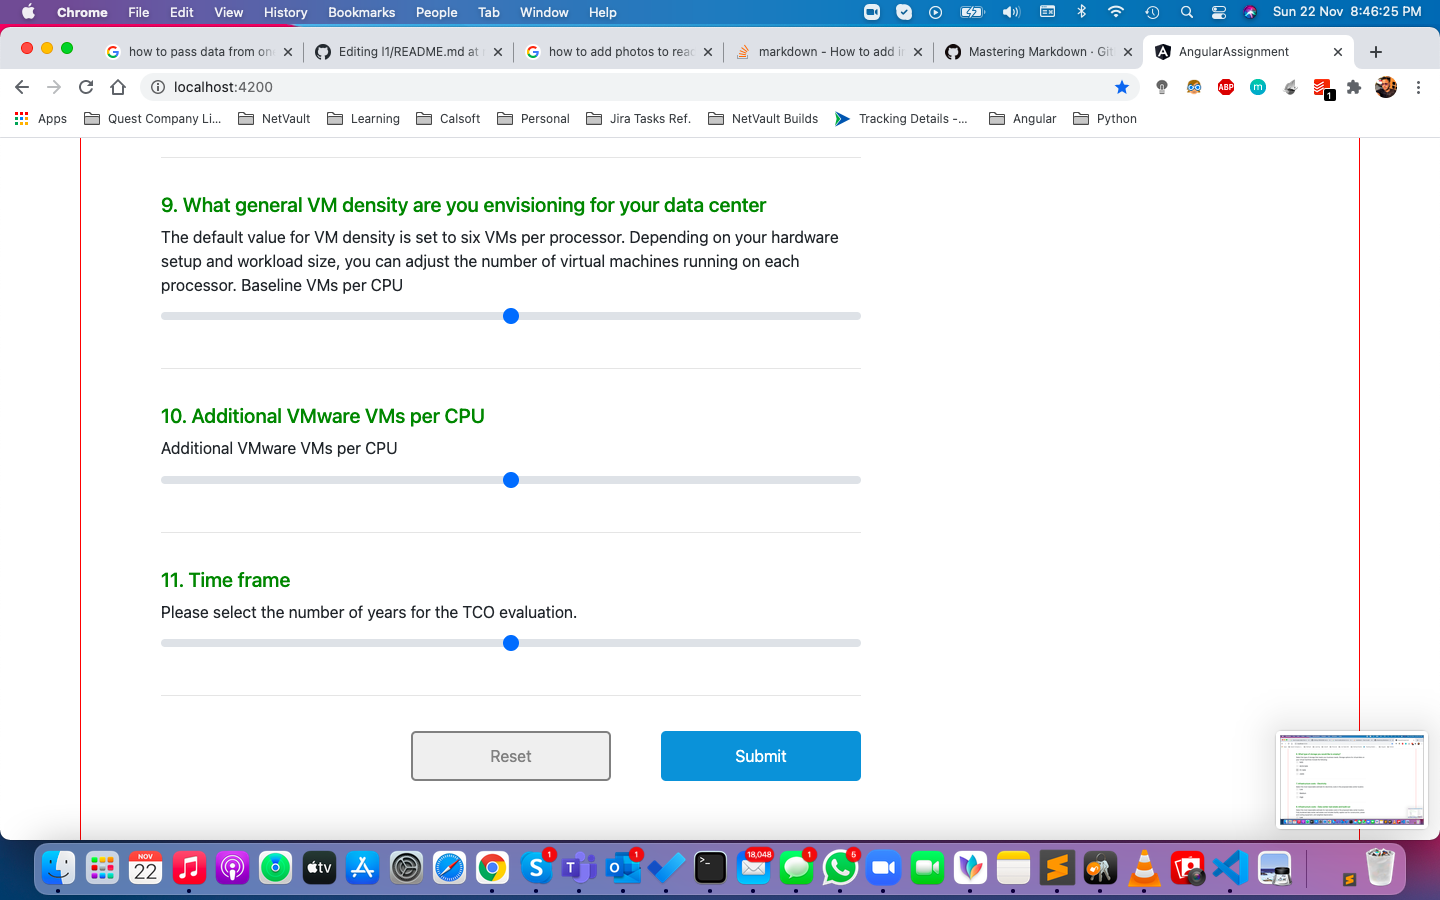 Chrome File Edit View History Bookmarks People Tab Window Help Sun 22 Nov 8:46:25 PM
how to pass data from on Editing l1/README.md at how to add photos to rea markdown - How to add i Mastering Markdown · Git AngularAssignment
localhost:4200 ABP m 1
Apps Quest Company Li... NetVault Learning Calsoft Personal Jira Tasks Ref. NetVault Builds Tracking Details -... Angular Python
9. What general VM density are you envisioning for your data center
The default value for VM density is set to six VMs per processor. Depending on your hardware
setup and workload size, you can adjust the number of virtual machines running on each
processor. Baseline VMs per CPU
10. Additional VMware VMs per CPU
Additional VMware VMs per CPU
11. Time frame
Please select the number of years for the TCO evaluation.
Reset Submit
NOV 22 tv 1 1 18,048 1 6